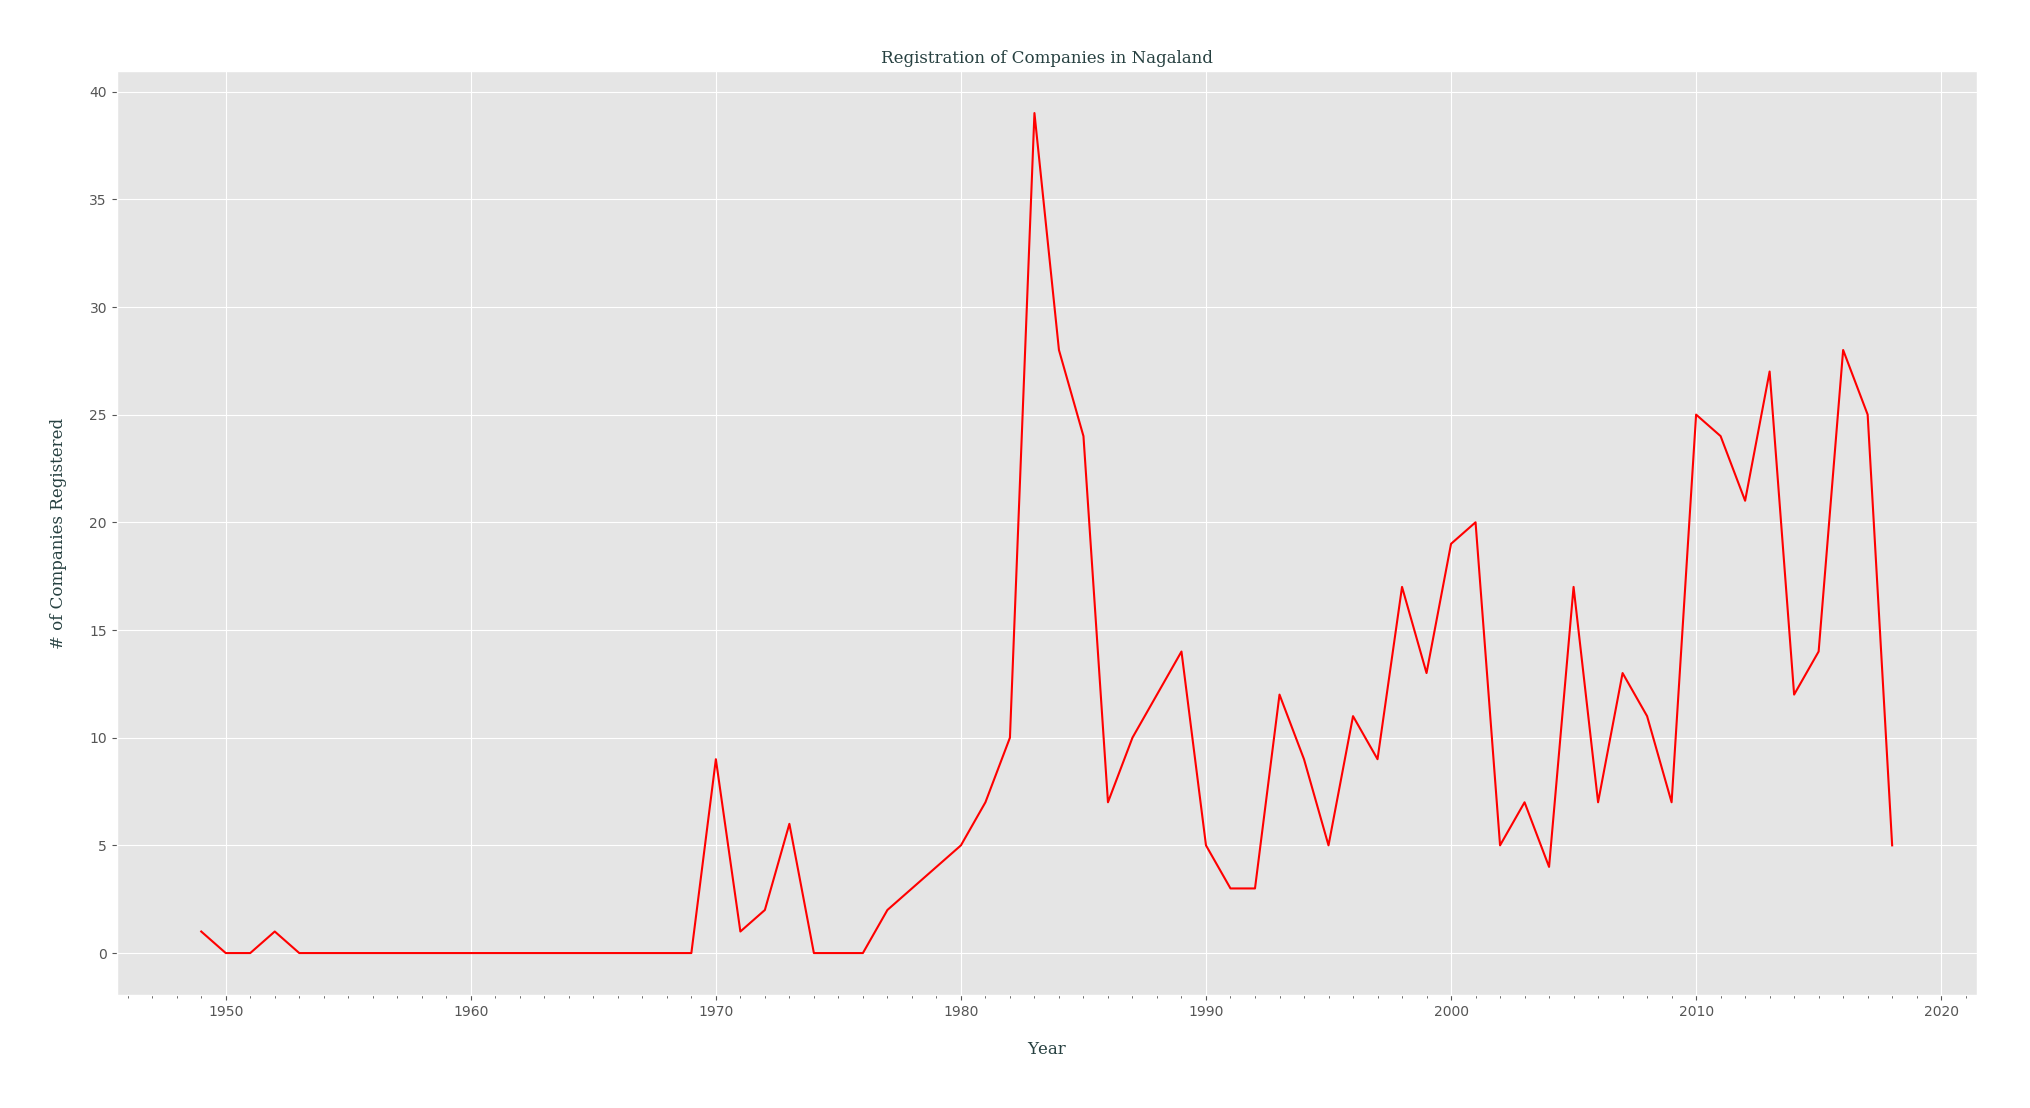 Registration of Companies in Nagaland
40
35
30
25
20
15
10
5
0
# of Companies Registered
1950 1960 1970 1980 1990 2000 2010 2020
Year